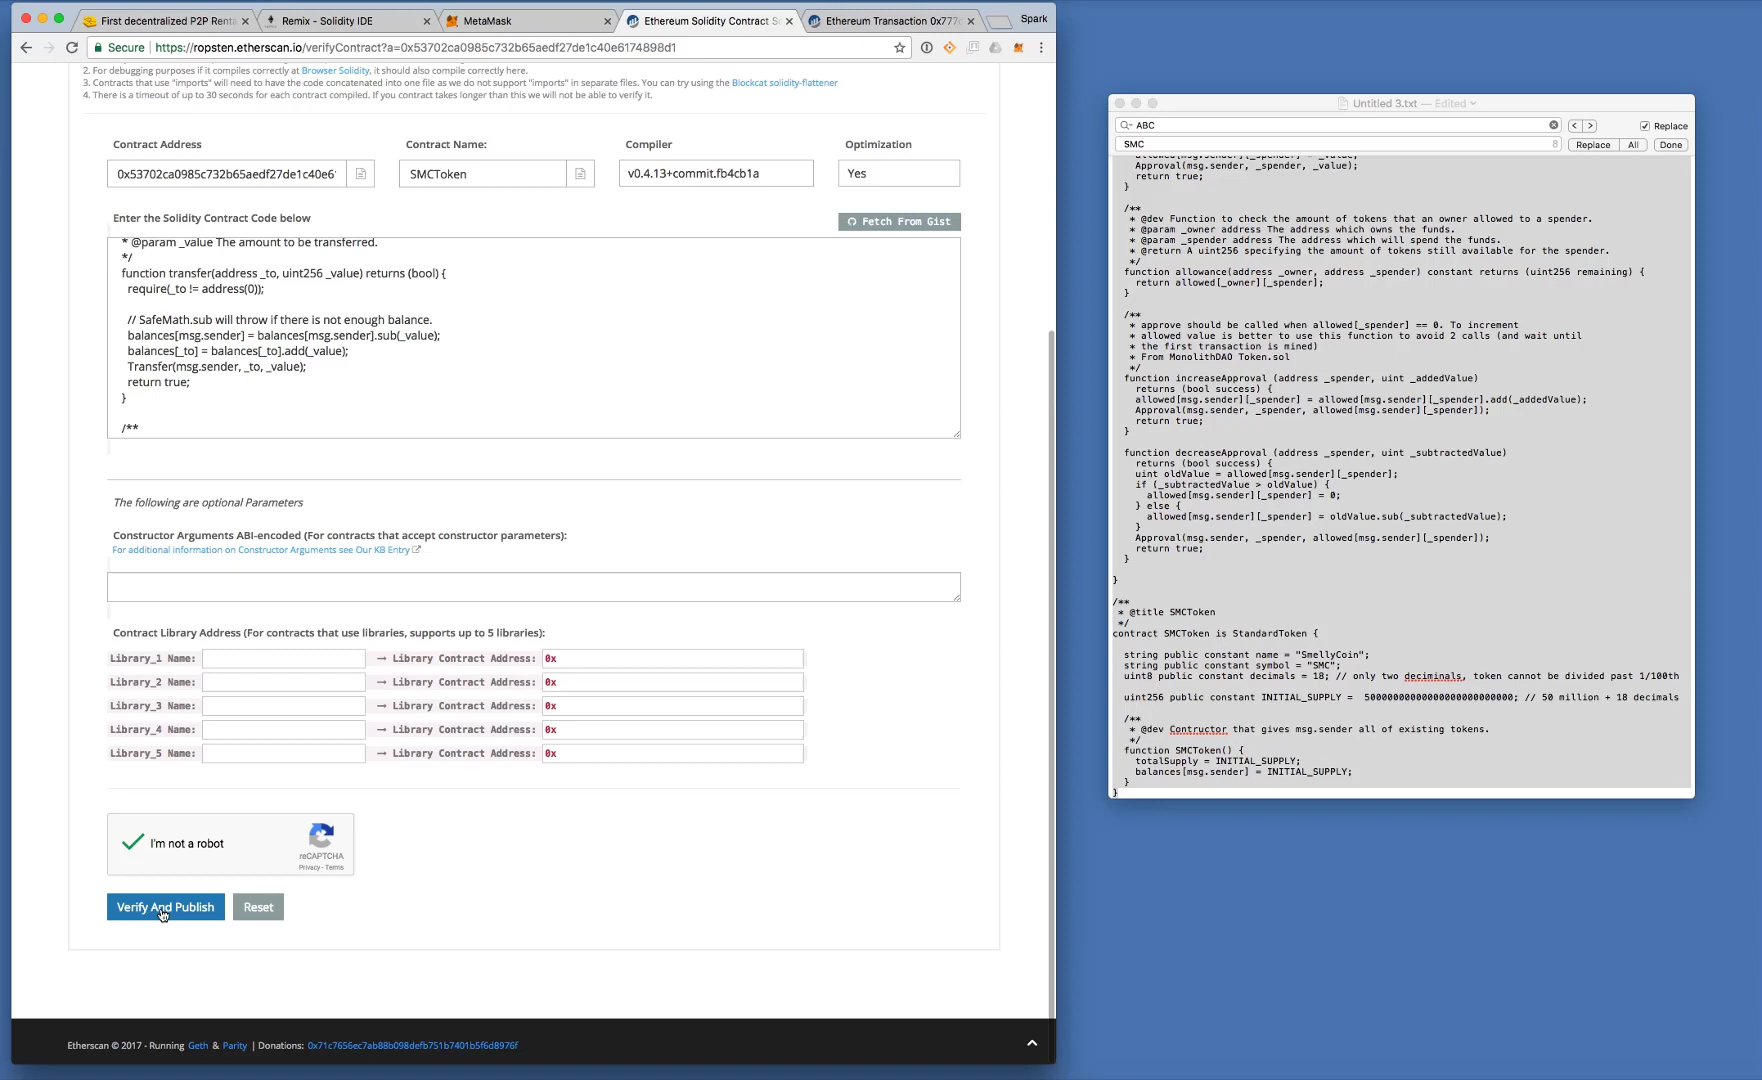 First decentralized P2P Renta
Remix - Solidity IDE
MetaMask
Ethereum Solidity Contract S
Ethereum Transaction 0x777
Spark
Secure
https://ropsten.etherscan.io/verifyContract?a=0x53702ca0985c732b65aedf27de1c40e6174898d1
2. For debugging purposes if it compiles correctly at Browser Solidity, it should also compile correctly here.
3. Contracts that use "imports" will need to have the code concatenated into one file as we do not support "imports" in separate files. You can try using the Blockcat solidity-flattener
4. There is a timeout of up to 30 seconds for each contract compiled. If you contract takes longer than this we will not be able to verify it.
Contract Address
Contract Name:
Compiler
Optimization
0x53702ca0985c732b65aedf27de1c40e6
SMCToken
v0.4.13+commit.fb4cb1a
Yes
Enter the Solidity Contract Code below
Fetch From Gist
* @param _value The amount to be transferred.
*/
function transfer(address _to, uint256 _value) returns (bool) {
require(_to != address(0));
// SafeMath.sub will throw if there is not enough balance.
balances[msg.sender] = balances[msg.sender].sub(_value);
balances[_to] = balances[_to].add(_value);
Transfer(msg.sender, _to, _value);
return true;
}
/**
The following are optional Parameters
Constructor Arguments ABI-encoded (For contracts that accept constructor parameters):
For additional information on Constructor Arguments see Our KB Entry
Contract Library Address (For contracts that use libraries, supports up to 5 libraries):
Library_1 Name: → Library Contract Address: 0x
Library_2 Name: → Library Contract Address: 0x
Library_3 Name: → Library Contract Address: 0x
Library_4 Name: → Library Contract Address: 0x
Library_5 Name: → Library Contract Address: 0x
I'm not a robot
reCAPTCHA
Privacy - Terms
Verify And Publish
Reset
Etherscan © 2017 - Running Geth & Parity | Donations: 0x71c7656ec7ab88b098defb751b7401b5f6d8976f
Untitled 3.txt — Edited
ABC
Replace
SMC
8
Replace
All
Done
allowed[msg.sender][_spender] = _value;
Approval(msg.sender, _spender, _value);
return true;
}
/**
* @dev Function to check the amount of tokens that an owner allowed to a spender.
* @param _owner address The address which owns the funds.
* @param _spender address The address which will spend the funds.
* @return A uint256 specifying the amount of tokens still available for the spender.
*/
function allowance(address _owner, address _spender) constant returns (uint256 remaining) {
return allowed[_owner][_spender];
}
/**
* approve should be called when allowed[_spender] == 0. To increment
* allowed value is better to use this function to avoid 2 calls (and wait until
* the first transaction is mined)
* From MonolithDAO Token.sol
*/
function increaseApproval (address _spender, uint _addedValue)
returns (bool success) {
allowed[msg.sender][_spender] = allowed[msg.sender][_spender].add(_addedValue);
Approval(msg.sender, _spender, allowed[msg.sender][_spender]);
return true;
}
function decreaseApproval (address _spender, uint _subtractedValue)
returns (bool success) {
uint oldValue = allowed[msg.sender][_spender];
if (_subtractedValue > oldValue) {
allowed[msg.sender][_spender] = 0;
} else {
allowed[msg.sender][_spender] = oldValue.sub(_subtractedValue);
}
Approval(msg.sender, _spender, allowed[msg.sender][_spender]);
return true;
}
}
/**
* @title SMCToken
*/
contract SMCToken is StandardToken {
string public constant name = "SmellyCoin";
string public constant symbol = "SMC";
uint8 public constant decimals = 18; // only two deciminals, token cannot be divided past 1/100th
uint256 public constant INITIAL_SUPPLY = 50000000000000000000000000; // 50 million + 18 decimals
/**
* @dev Contructor that gives msg.sender all of existing tokens.
*/
function SMCToken() {
totalSupply = INITIAL_SUPPLY;
balances[msg.sender] = INITIAL_SUPPLY;
}
}